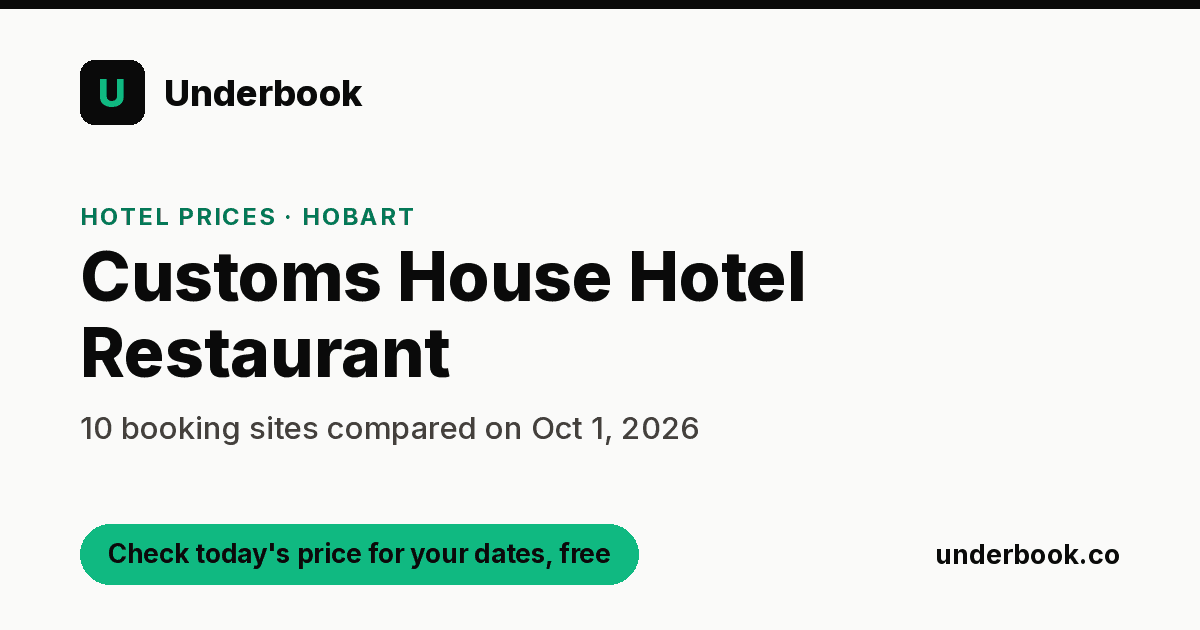 U
Underbook
HOTEL PRICES · HOBART
Customs House Hotel
Restaurant
10 booking sites compared on Oct 1, 2026
Check today's price for your dates, free
underbook.co